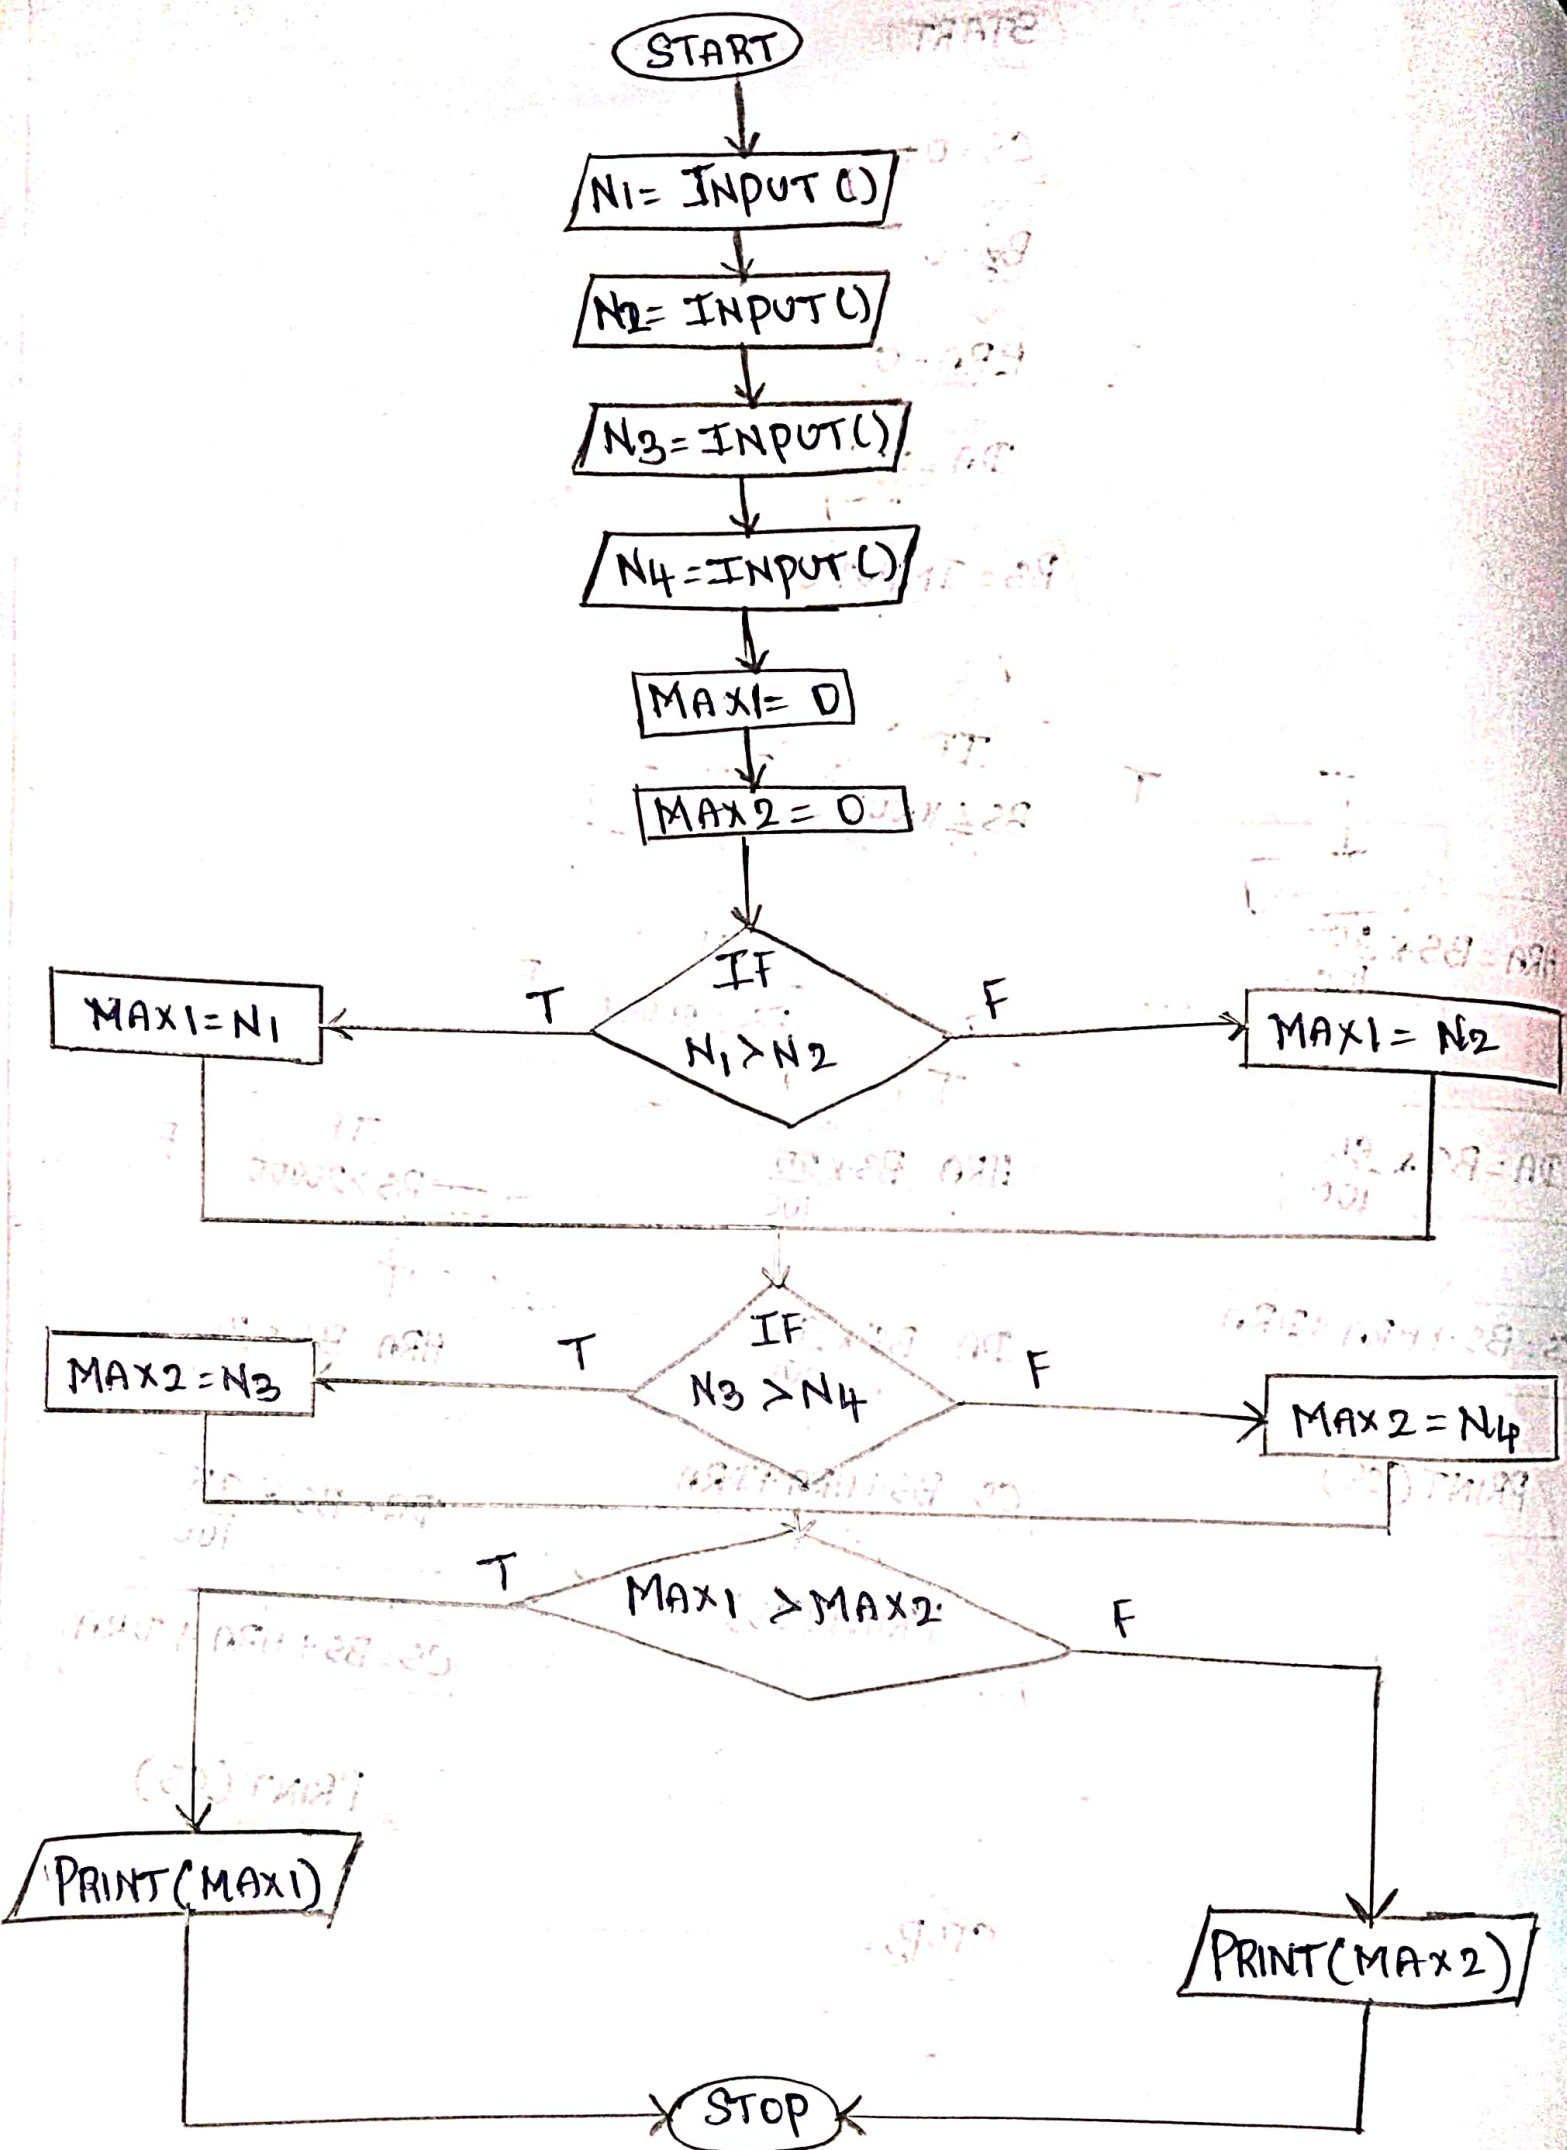 START
N1= INPUT ()
N2= INPUT ()
N3=INPUT()
N4=INPUT()
MAX1= 0
MAX2= 0
IF
N1>N2
T
F
MAX1=N1
MAX1= N2
IF
N3>N4
T
F
MAX2=N3
MAX2=N4
MAX1 >MAX2
T
F
PRINT(MAX1)
PRINT(MAX2)
STOP